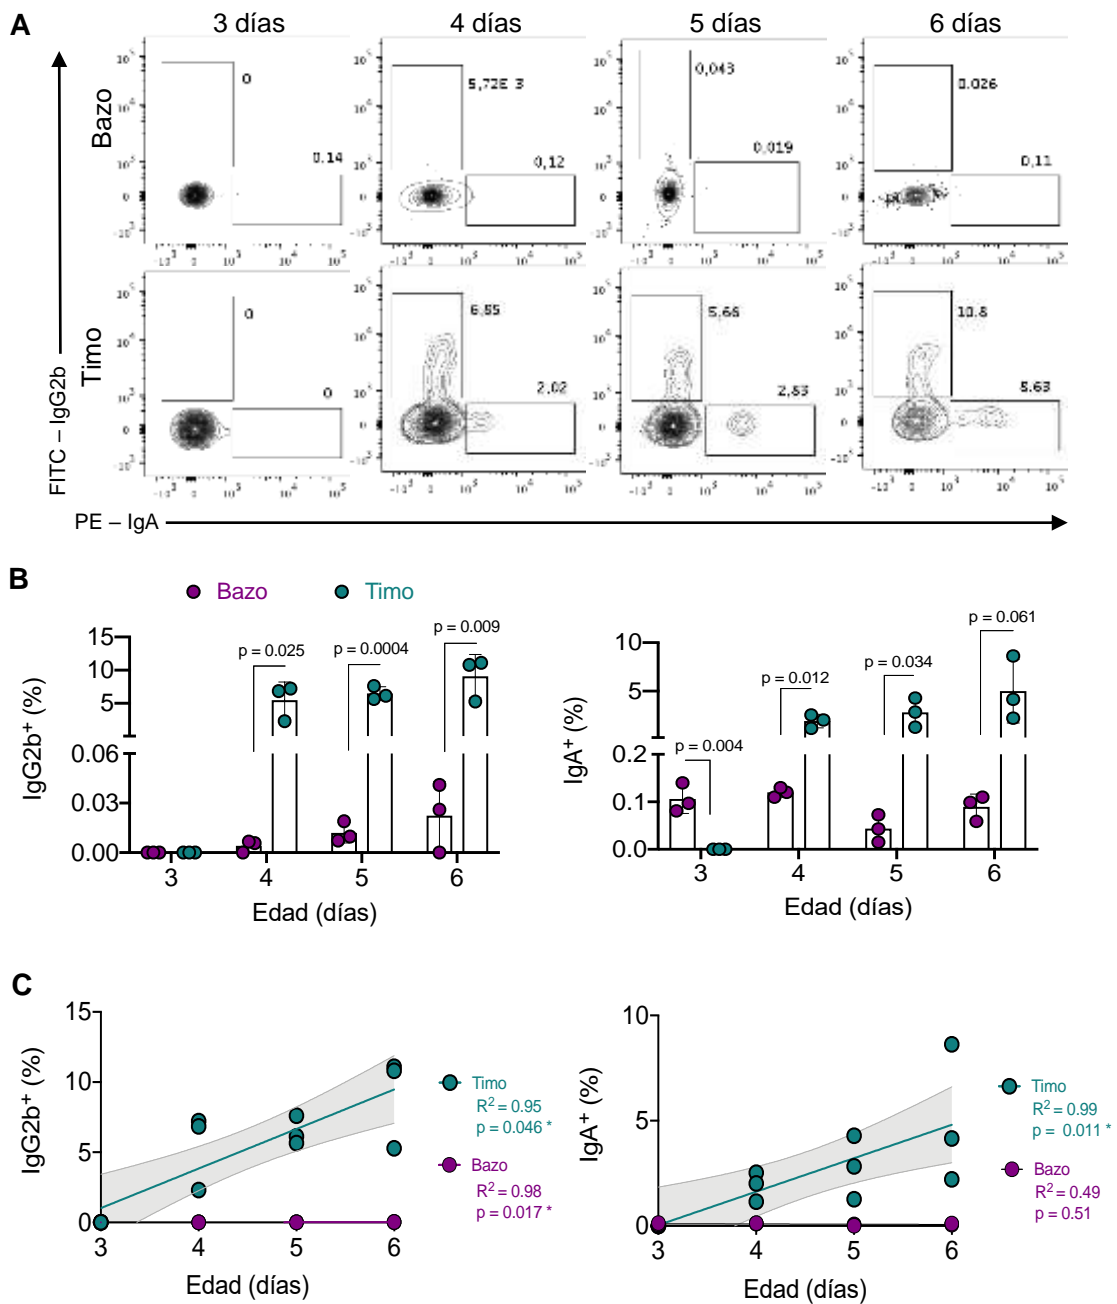 A
3 días
4 días
5 días
6 días
Bazo
0
0.14
5,72E-3
0,12
0,043
0,019
0.026
0,11
Timo
0
0
6,85
2,02
5,66
2,83
10.8
8.63
FITC – IgG2b
PE – IgA
B
Bazo
Timo
IgG2b+ (%)
15
10
5
0.06
0.03
0.00
p = 0.025
p = 0.0004
p = 0.009
3
4
5
6
Edad (días)
IgA+ (%)
10
5
0.2
0.1
0.0
p = 0.004
p = 0.012
p = 0.034
p = 0.061
3
4
5
6
Edad (días)
C
IgG2b+ (%)
15
10
5
0
3
4
5
6
Edad (días)
Timo
R2 = 0.95
p = 0.046 *
Bazo
R2 = 0.98
p = 0.017 *
IgA+ (%)
10
5
0
3
4
5
6
Edad (días)
Timo
R2 = 0.99
p = 0.011 *
Bazo
R2 = 0.49
p = 0.51